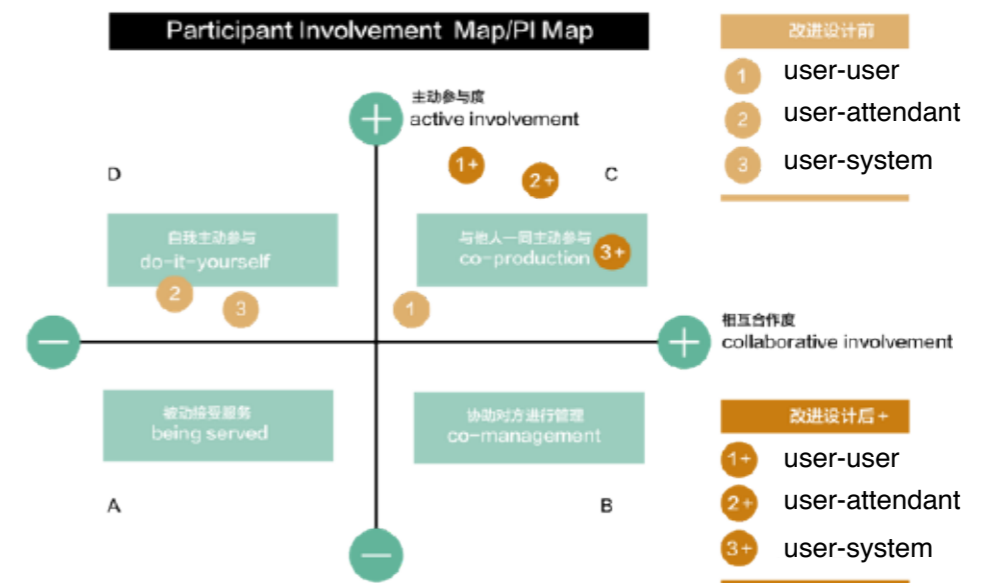 Participant Involvement Map/PI Map
改进设计前
1 user-user
2 user-attendant
3 user-system
主动参与度
active involvement
1+
2+
D
C
自我主动参与
do-it-yourself
与他人一同主动参与
co-production
3+
2
3
1
相互合作度
collaborative involvement
被动接受服务
being served
协助对方进行管理
co-management
A
B
改进设计后+
1+ user-user
2+ user-attendant
3+ user-system